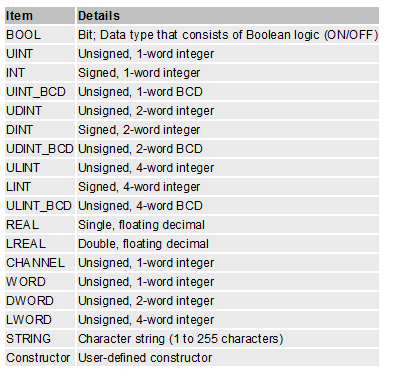 Item Details
BOOL Bit; Data type that consists of Boolean logic (ON/OFF)
UINT Unsigned, 1-word integer
INT Signed, 1-word integer
UINT_BCD Unsigned, 1-word BCD
UDINT Unsigned, 2-word integer
DINT Signed, 2-word integer
UDINT_BCD Unsigned, 2-word BCD
ULINT Unsigned, 4-word integer
LINT Signed, 4-word integer
ULINT_BCD Unsigned, 4-word BCD
REAL Single, floating decimal
LREAL Double, floating decimal
CHANNEL Unsigned, 1-word integer
WORD Unsigned, 1-word integer
DWORD Unsigned, 2-word integer
LWORD Unsigned, 4-word integer
STRING Character string (1 to 255 characters)
Constructor User-defined constructor